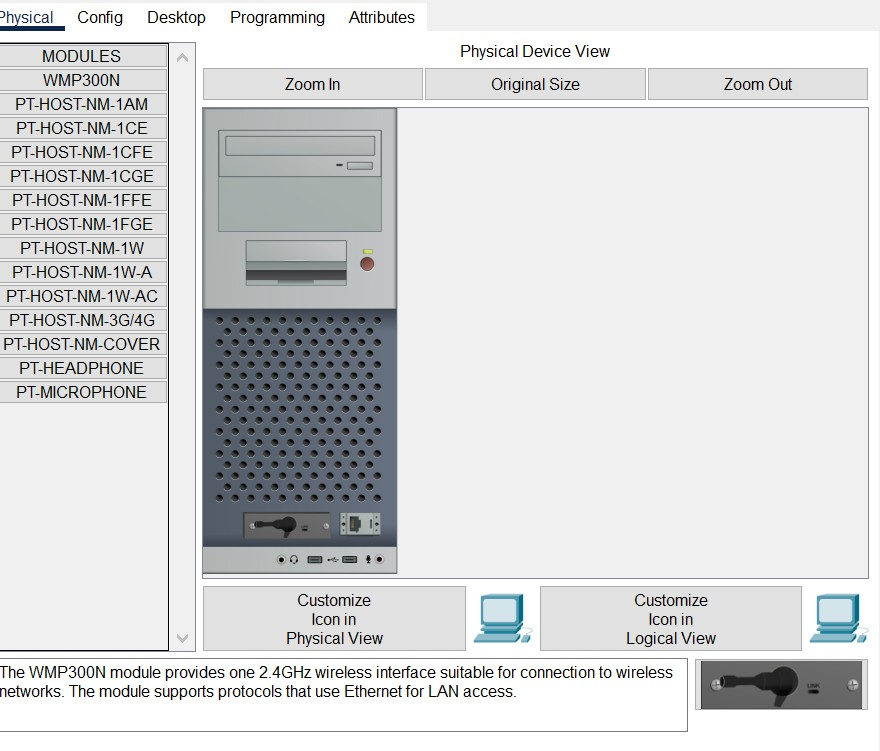 Physical Config Desktop Programming Attributes
MODULES
WMP300N
PT-HOST-NM-1AM
PT-HOST-NM-1CE
PT-HOST-NM-1CFE
PT-HOST-NM-1CGE
PT-HOST-NM-1FFE
PT-HOST-NM-1FGE
PT-HOST-NM-1W
PT-HOST-NM-1W-A
PT-HOST-NM-1W-AC
PT-HOST-NM-3G/4G
PT-HOST-NM-COVER
PT-HEADPHONE
PT-MICROPHONE
Physical Device View
Zoom In Original Size Zoom Out
Customize
Icon in
Physical View
Customize
Icon in
Logical View
The WMP300N module provides one 2.4GHz wireless interface suitable for connection to wireless
networks. The module supports protocols that use Ethernet for LAN access.
LINK